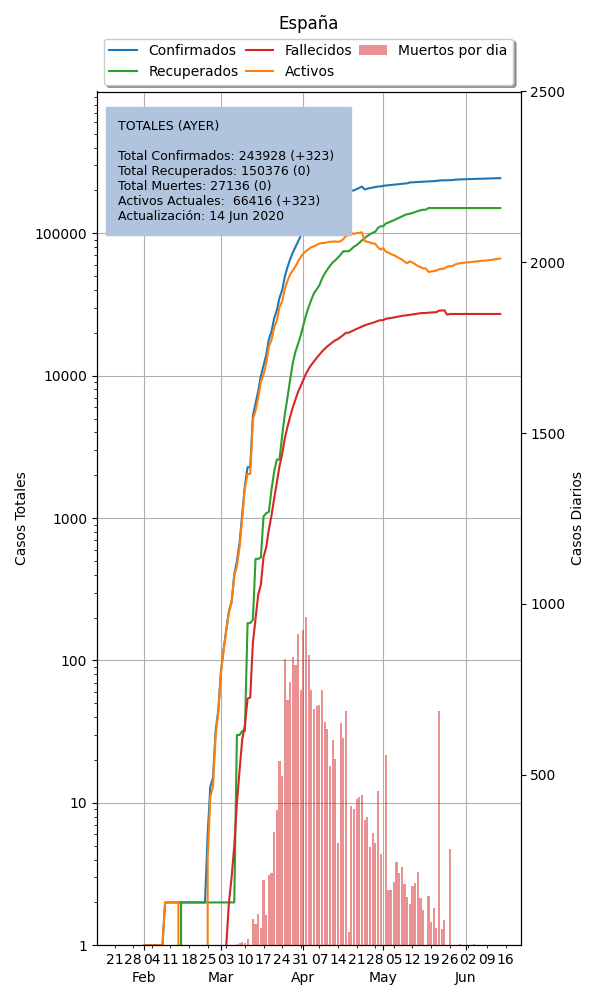 España
Confirmados
Fallecidos
Muertos por dia
Recuperados
Activos
TOTALES (AYER)
Total Confirmados: 243928 (+323)
Total Recuperados: 150376 (0)
Total Muertes: 27136 (0)
Activos Actuales:  66416 (+323)
Actualización: 14 Jun 2020
100000
10000
1000
100
10
1
Casos Totales
2500
2000
1500
1000
500
Casos Diarios
21 28 04 11 18 25 03 10 17 24 31 07 14 21 28 05 12 19 26 02 09 16
Feb Mar Apr May Jun